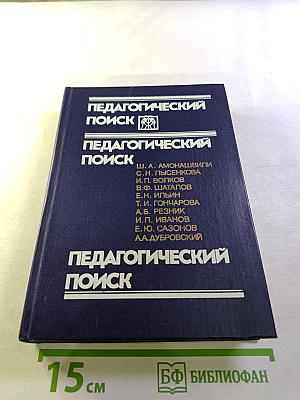 ПЕДАГОГИЧЕСКИЙ
ПОИСК
ПЕДАГОГИЧЕСКИЙ
ПОИСК
Ш. А. АМОНАШВИЛИ
С. Н. ЛЫСЕНКОВА
И. П. ВОЛКОВ
В. Ф. ШАТАЛОВ
Е. Н. ИЛЬИН
Т. И. ГОНЧАРОВА
А. Б. РЕЗНИК
И. П. ИВАНОВ
Е. Ю. САЗОНОВ
А. А. ДУБРОВСКИЙ
ПЕДАГОГИЧЕСКИЙ
ПОИСК
15 см
БФ БИБЛИОФАН